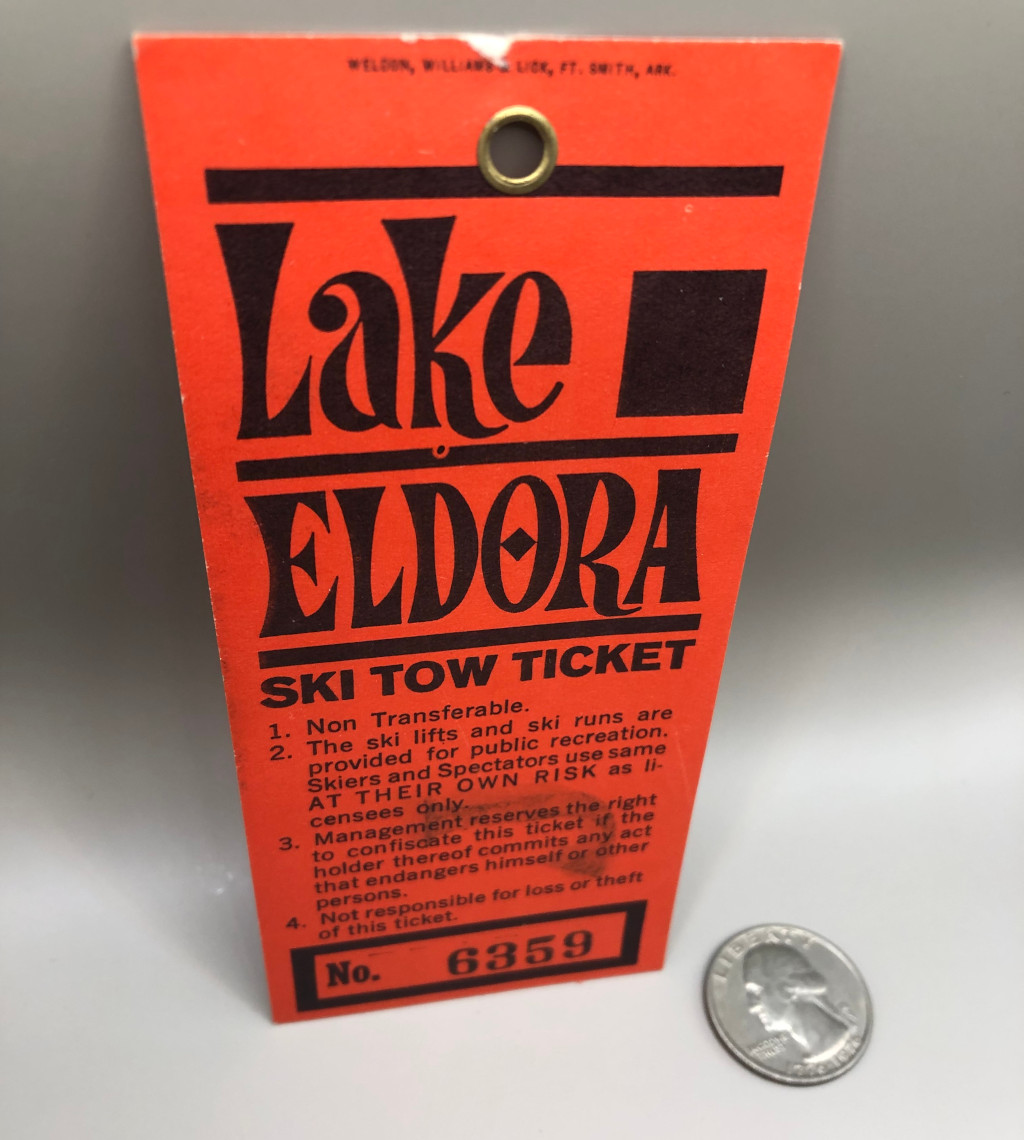 WELDON, WILLIAMS & LICK, FT. SMITH, ARK.
Lake
ELDORA
SKI TOW TICKET
1. Non Transferable.
2. The ski lifts and ski runs are
provided for public recreation.
Skiers and Spectators use same
AT THEIR OWN RISK as li-
censees only.
3. Management reserves the right
to confiscate this ticket if the
holder thereof commits any act
that endangers himself or other
persons.
4. Not responsible for loss or theft
of this ticket.
No. 6359
LIBERTY